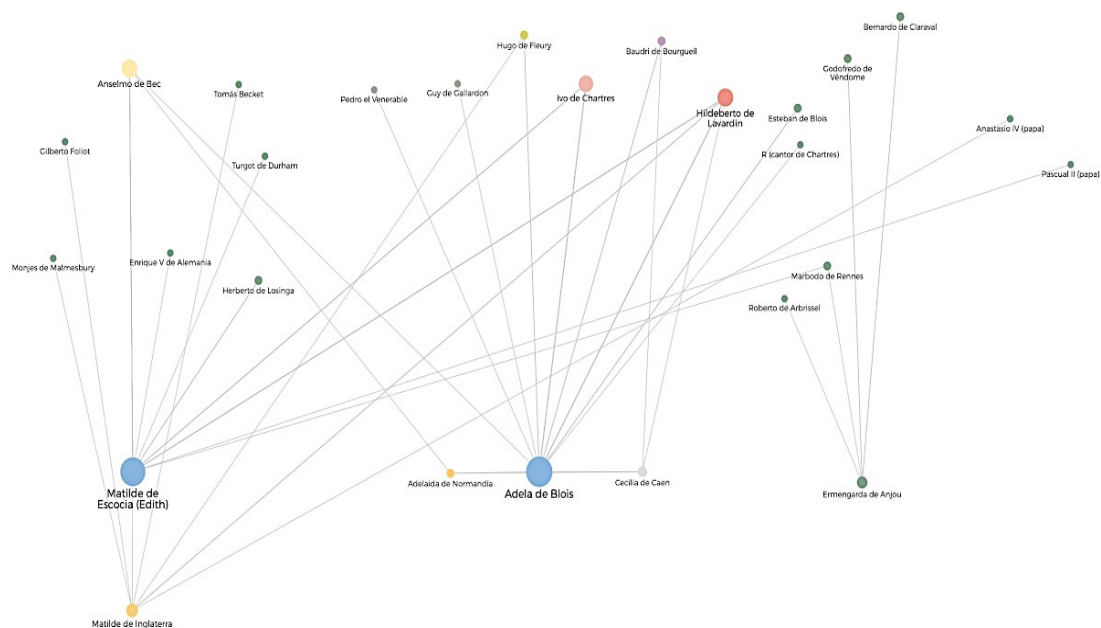 Bernardo de Claraval
Hugo de Fleury
Baudri de Bourgueil
Godofredo de
Vêndome
Anselmo de Bec
Tomás Becket
Pedro el Venerable
Guy de Gallardon
Ivo de Chartres
Hildeberto de
Lavardin
Esteban de Blois
Anastasio IV (papa)
Gilberto Foliot
Turgot de Durham
R (cantor de Chartres)
Pascual II (papa)
Monjes de Malmesbury
Enrique V de Alemania
Herberto de Losinga
Marbodo de Rennes
Roberto de Arbrissel
Matilde de
Escocia (Edith)
Adelaida de Normandía
Adela de Blois
Cecilia de Caen
Ermengarda de Anjou
Matilde de Inglaterra